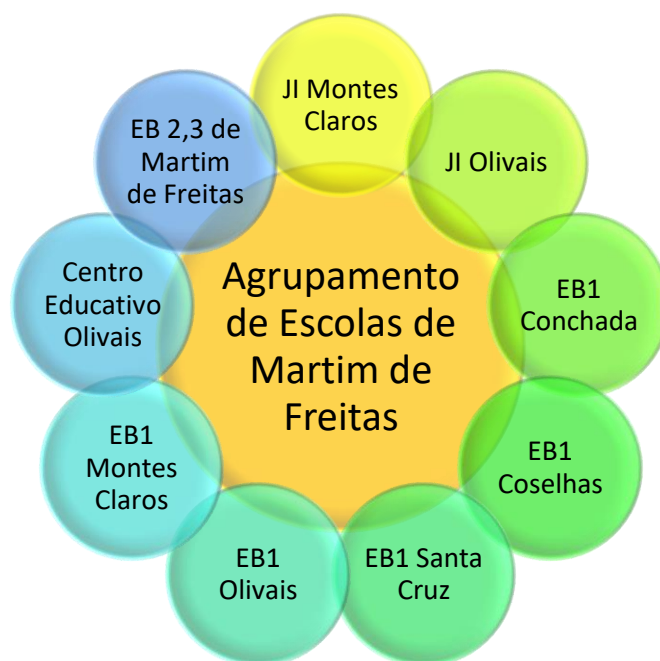 JI Montes
Claros
JI Olivais
EB1
Conchada
EB1
Coselhas
EB1 Santa
Cruz
EB1
Olivais
EB1
Montes
Claros
Centro
Educativo
Olivais
EB 2,3 de
Martim
de Freitas
Agrupamento
de Escolas de
Martim de
Freitas